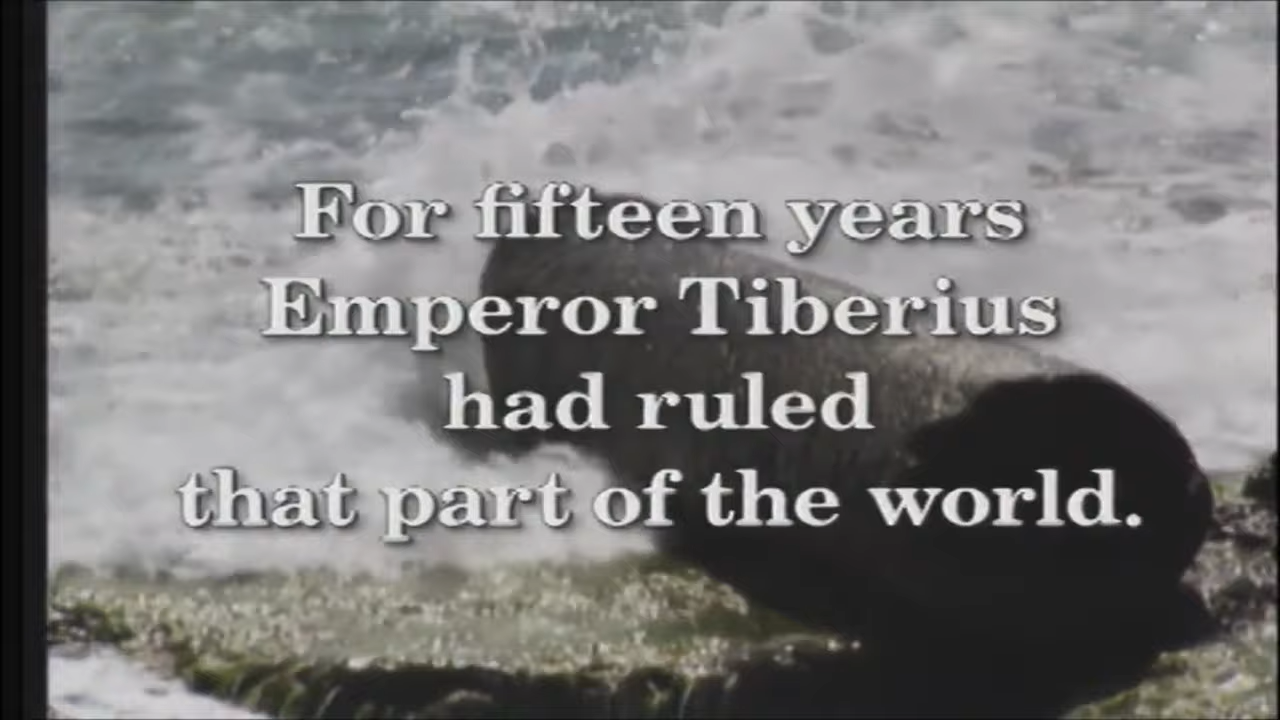 For fifteen years
Emperor Tiberius
had ruled
that part of the world.